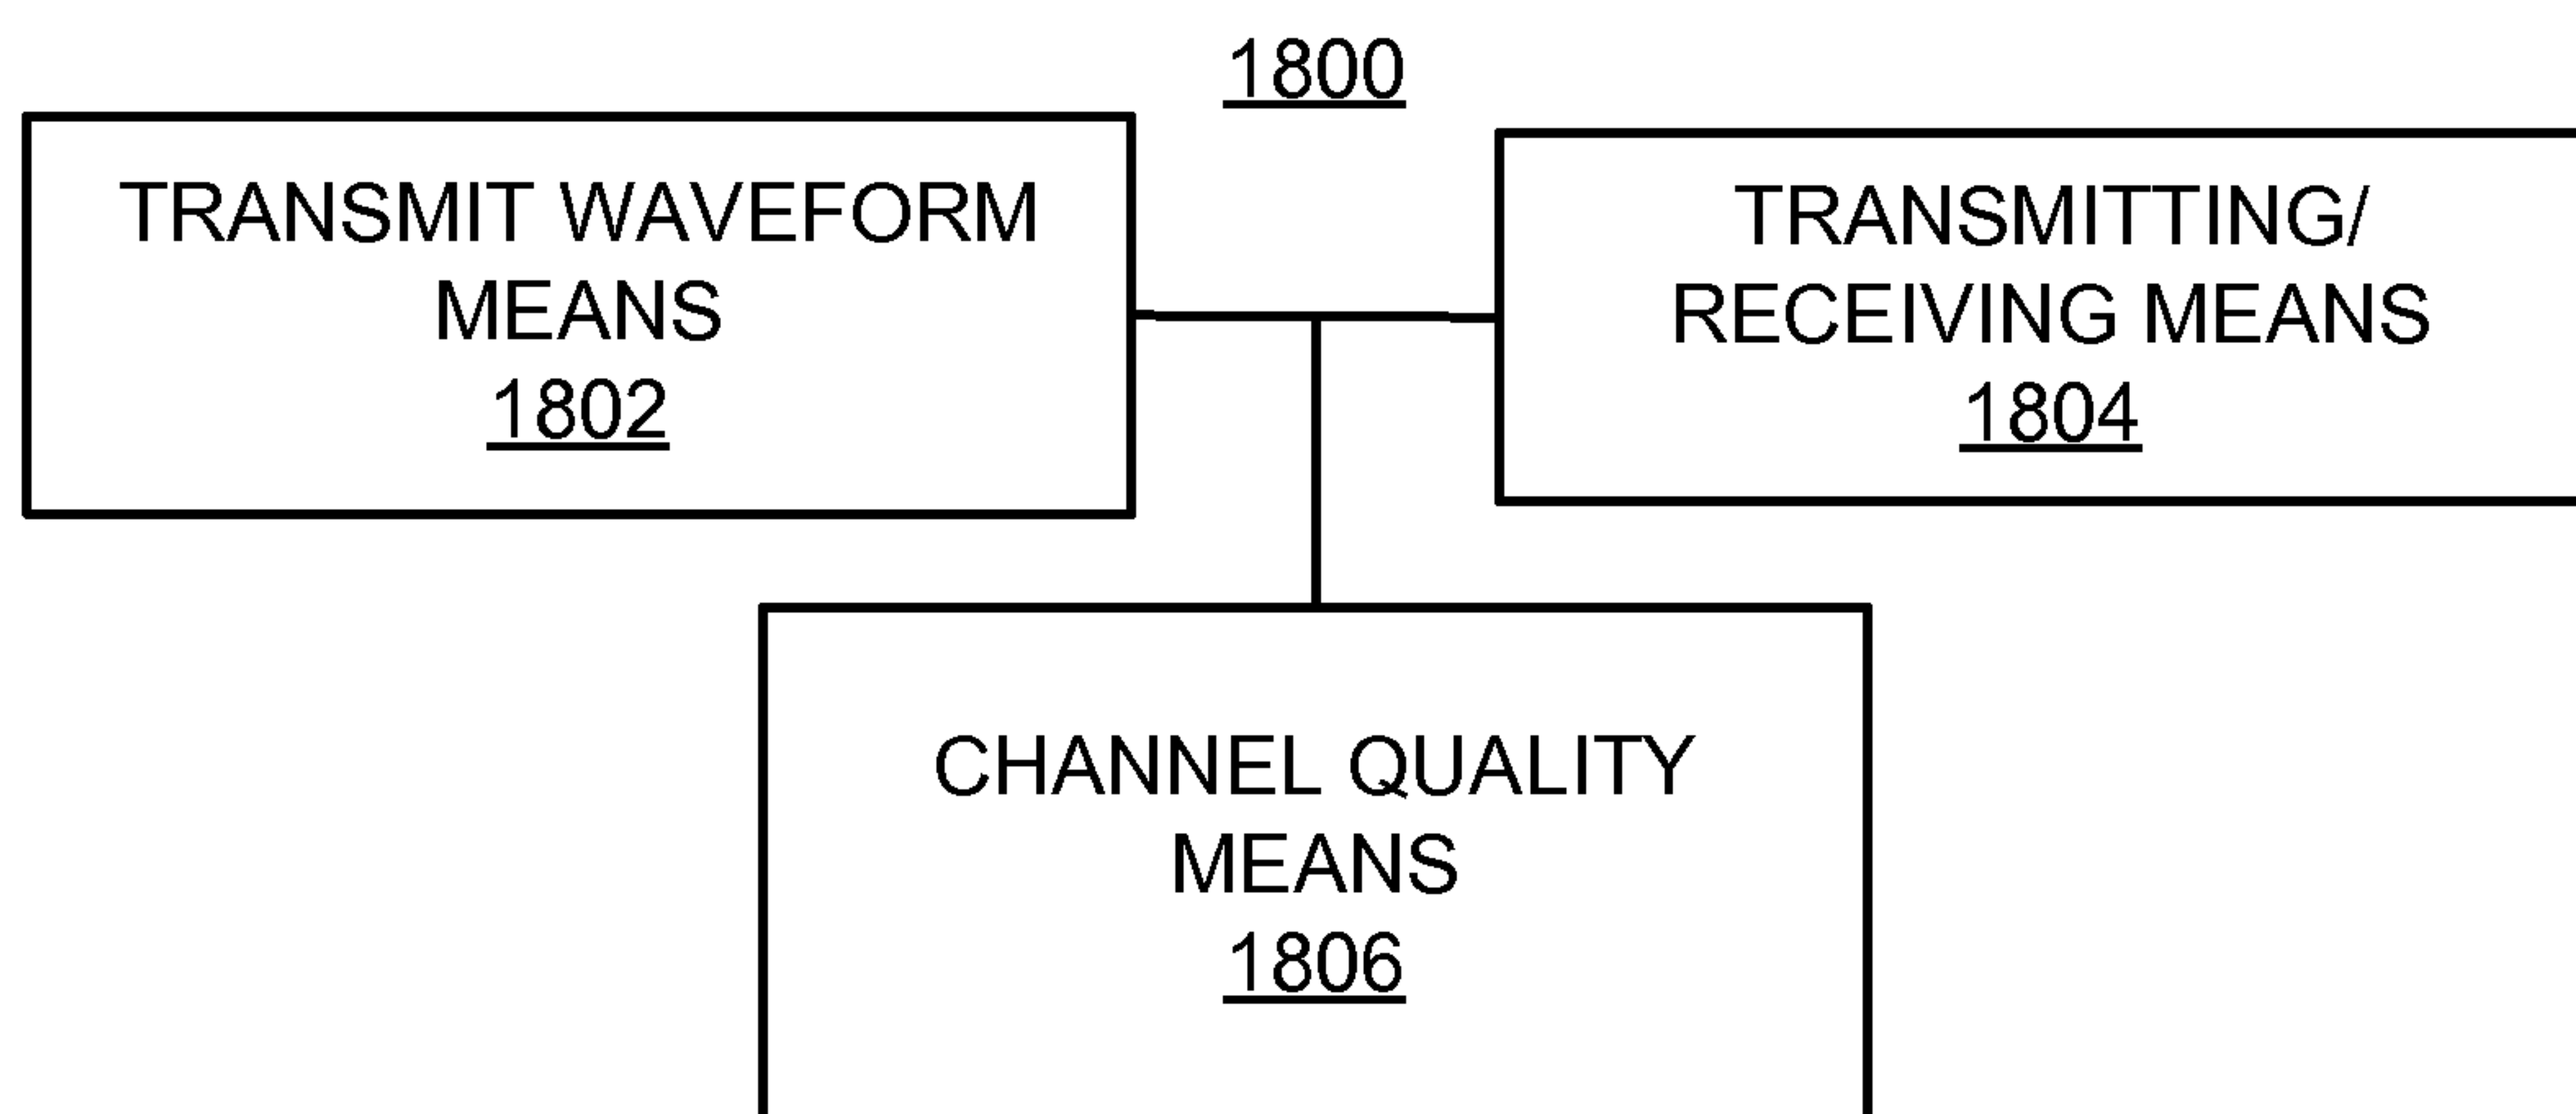 1800
TRANSMIT WAVEFORM
MEANS
1802
TRANSMITTING/
RECEIVING MEANS
1804
CHANNEL QUALITY
MEANS
1806